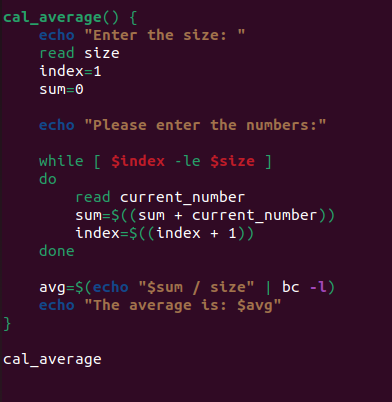 cal_average() {
    echo "Enter the size: "
    read size
    index=1
    sum=0

    echo "Please enter the numbers:"

    while [ $index -le $size ]
    do
        read current_number
        sum=$((sum + current_number))
        index=$((index + 1))
    done

    avg=$(echo "$sum / size" | bc -l)
    echo "The average is: $avg"
}

cal_average